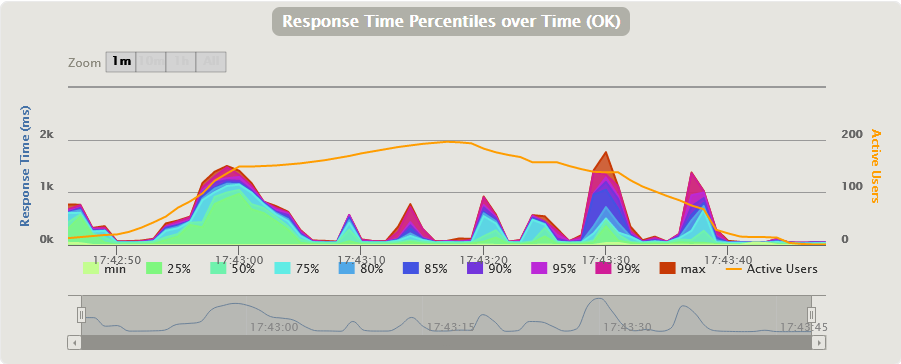 Response Time Percentiles over Time (OK)
Zoom 1m 10m 1h All
Response Time (ms)
2k
1k
0k
200
100
0
Active Users
17:42:50 17:43:00 17:43:10 17:43:20 17:43:30 17:43:40
min 25% 50% 75% 80% 85% 90% 95% 99% max Active Users
17:43:00 17:43:15 17:43:30 17:43:45